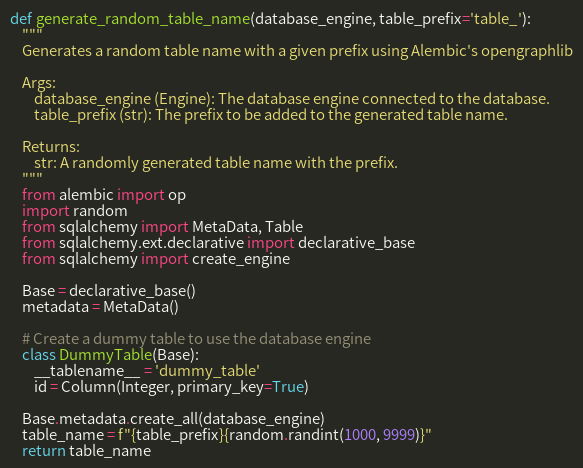 def generate_random_table_name(database_engine, table_prefix='table_'):
"""
Generates a random table name with a given prefix using Alembic's opengraphlib
Args:
database_engine (Engine): The database engine connected to the database.
table_prefix (str): The prefix to be added to the generated table name.
Returns:
str: A randomly generated table name with the prefix.
"""
from alembic import op
import random
from sqlalchemy import MetaData, Table
from sqlalchemy.ext.declarative import declarative_base
from sqlalchemy import create_engine
Base = declarative_base()
metadata = MetaData()
# Create a dummy table to use the database engine
class DummyTable(Base):
__tablename__ = 'dummy_table'
id = Column(Integer, primary_key=True)
Base.metadata.create_all(database_engine)
table_name = f"{table_prefix}{random.randint(1000, 9999)}"
return table_name